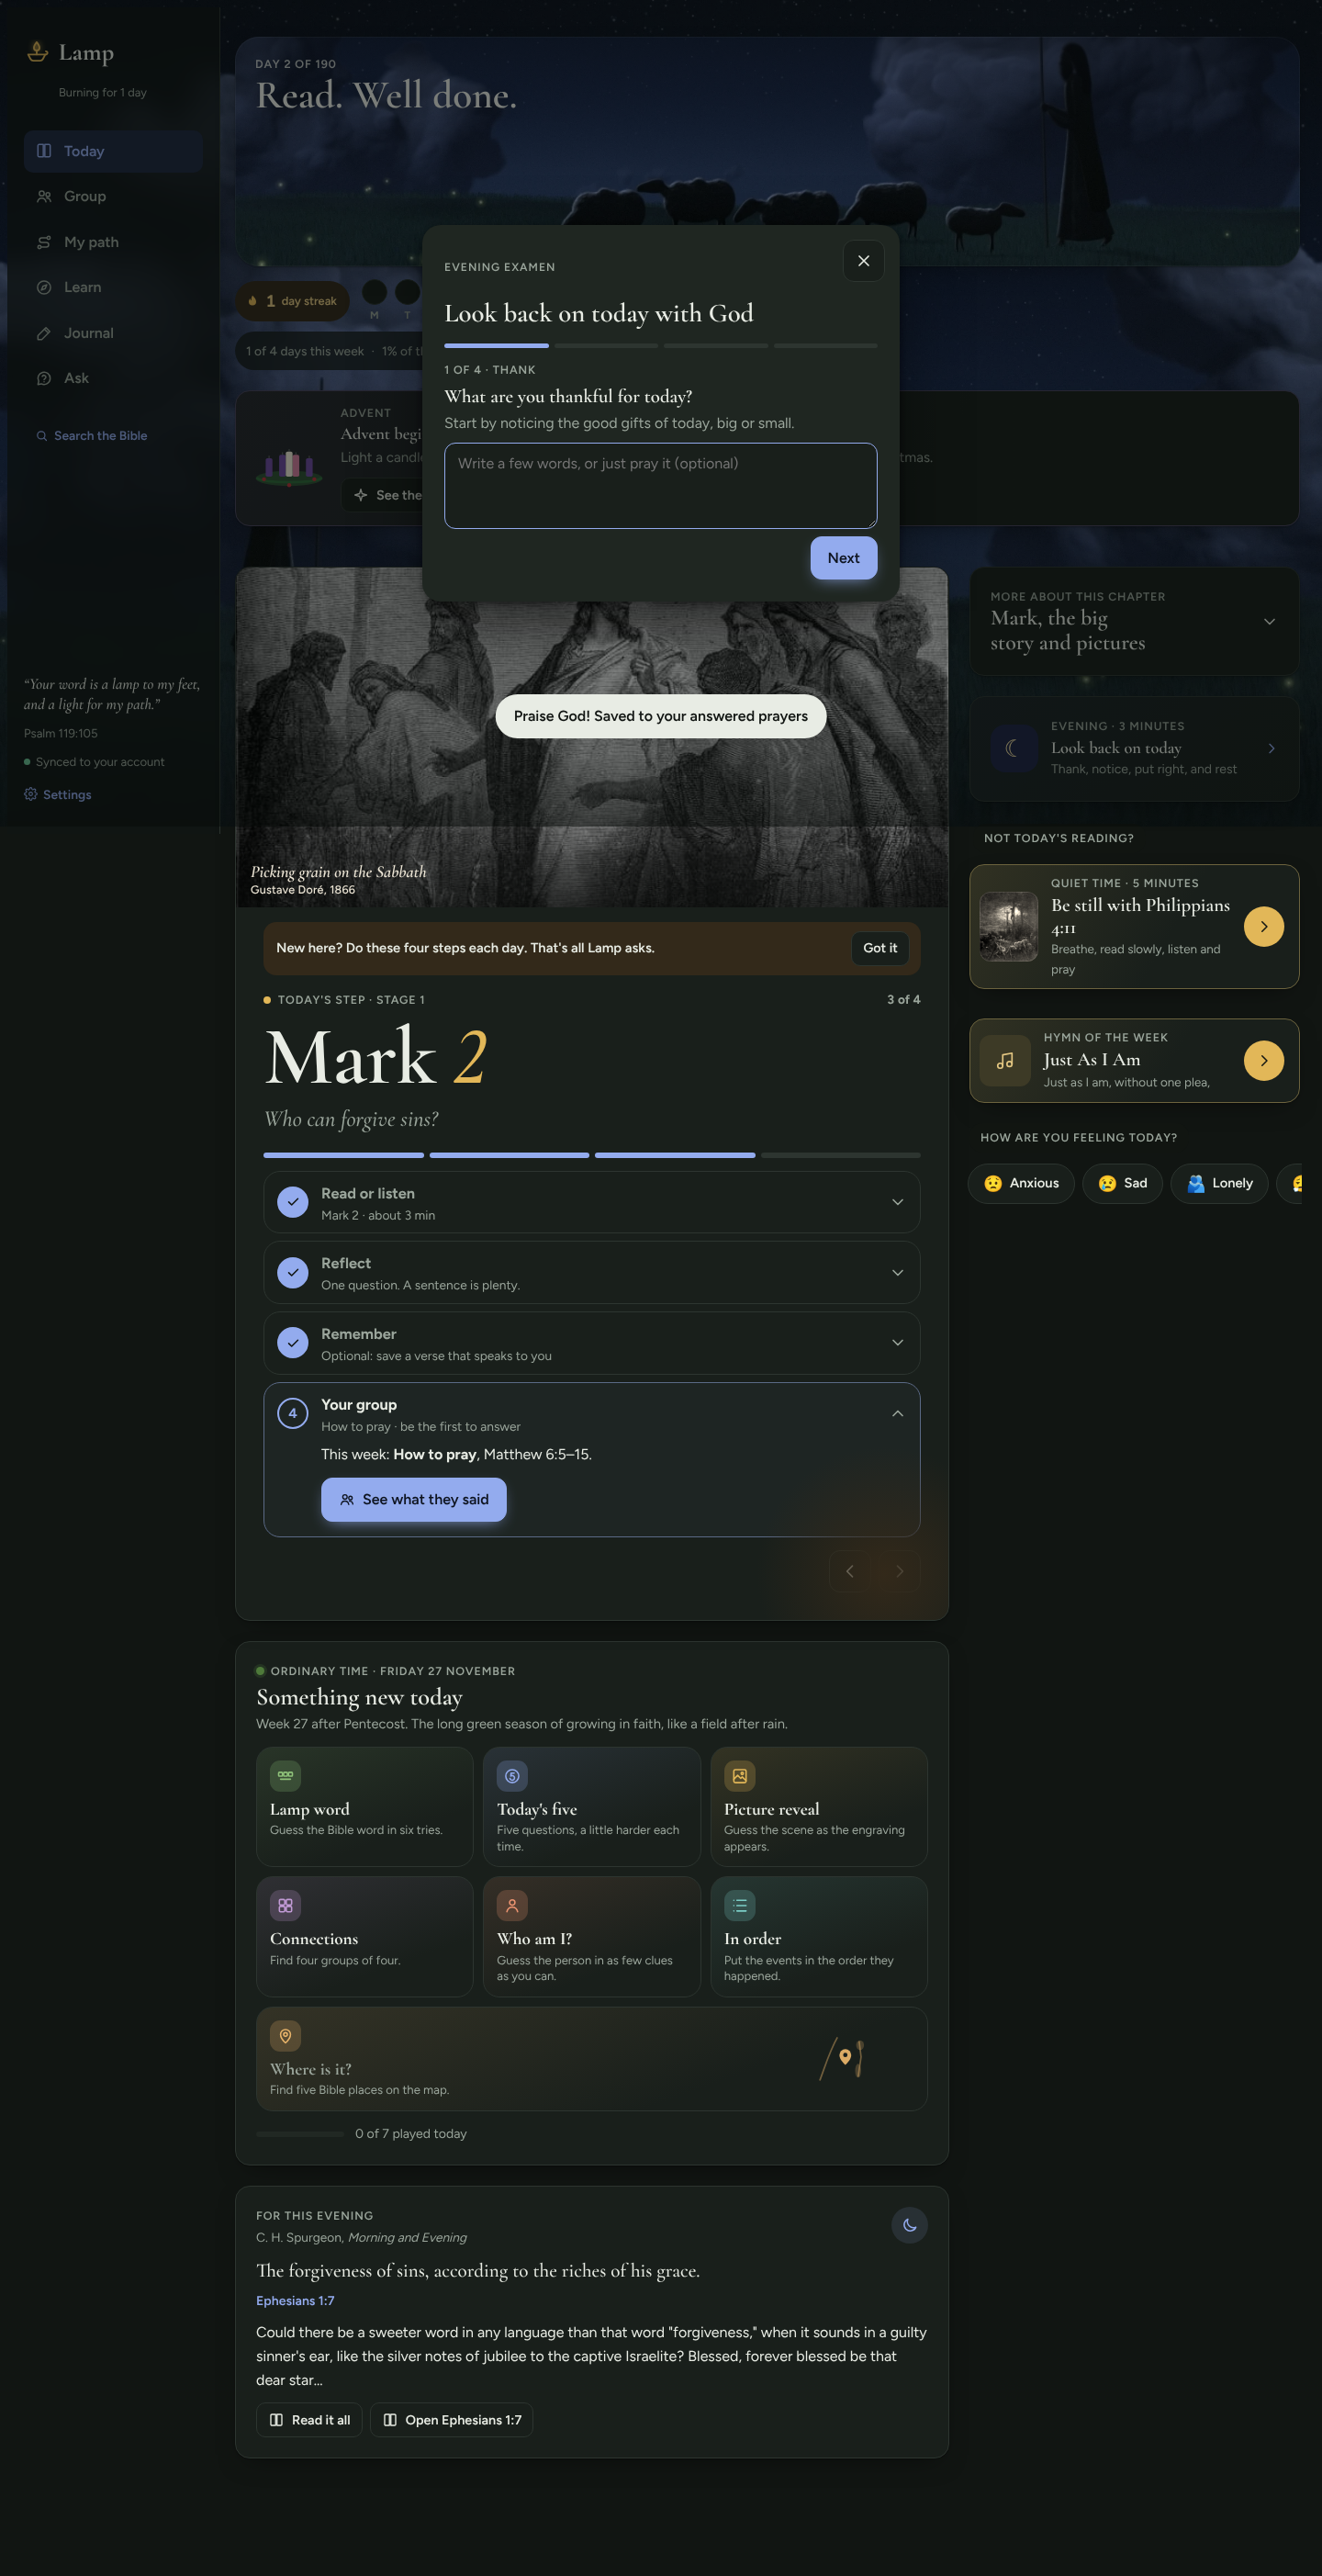 Lamp
Burning for 1 day
Today
Group
My path
Learn
Journal
Ask
Search the Bible
“Your word is a lamp to my feet,
and a light for my path.”
Psalm 119:105
Synced to your account
Settings
DAY 2 OF 190
Read. Well done.
1 day streak
M
T
1 of 4 days this week · 1% of
ADVENT
Advent
Light a
See the
EVENING EXAMEN
Look back on today with God
1 OF 4 · THANK
What are you thankful for today?
Start by noticing the good gifts of today, big or small.
Write a few words, or just pray it (optional)
Next
Praise God! Saved to your answered prayers
Picking grain on the Sabbath
Gustave Doré, 1866
New here? Do these four steps each day. That's all Lamp asks.
Got it
TODAY'S STEP · STAGE 1
3 of 4
Mark 2
Who can forgive sins?
Read or listen
Mark 2 · about 3 min
Reflect
One question. A sentence is plenty.
Remember
Optional: save a verse that speaks to you
4
Your group
How to pray · be the first to answer
This week: How to pray, Matthew 6:5–15.
See what they said
MORE ABOUT THIS CHAPTER
Mark, the big
story and pictures
EVENING · 3 MINUTES
Look back on today
Thank, notice, put right, and rest
NOT TODAY'S READING?
QUIET TIME · 5 MINUTES
Be still with Philippians
4:11
Breathe, read slowly, listen and
pray
HYMN OF THE WEEK
Just As I Am
Just as I am, without one plea,
HOW ARE YOU FEELING TODAY?
Anxious
Sad
Lonely
ORDINARY TIME · FRIDAY 27 NOVEMBER
Something new today
Week 27 after Pentecost. The long green season of growing in faith, like a field after rain.
Lamp word
Guess the Bible word in six tries.
5
Today's five
Five questions, a little harder each
time.
Picture reveal
Guess the scene as the engraving
appears.
Connections
Find four groups of four.
Who am I?
Guess the person in as few clues
as you can.
In order
Put the events in the order they
happened.
Where is it?
Find five Bible places on the map.
0 of 7 played today
FOR THIS EVENING
C. H. Spurgeon, Morning and Evening
The forgiveness of sins, according to the riches of his grace.
Ephesians 1:7
Could there be a sweeter word in any language than that word "forgiveness," when it sounds in a guilty
sinner's ear, like the silver notes of jubilee to the captive Israelite? Blessed, forever blessed be that
dear star...
Read it all
Open Ephesians 1:7